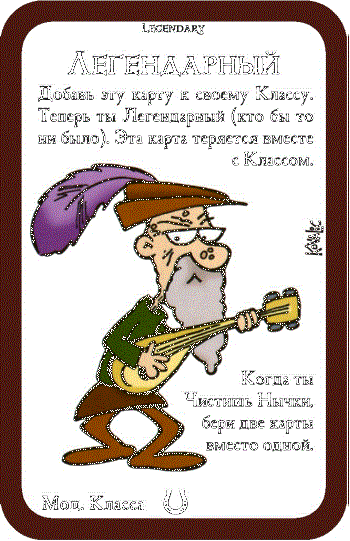 LEGENDARY
ЛЕГЕНДАРНЫЙ
Добавь эту карту к своему Классу.
Теперь ты Легендарный (кто бы то
ни было). Эта карта теряется вместе
с Классом.
Когда ты
Чистишь Нычки,
бери две карты
вместо одной.
Мод. Класса